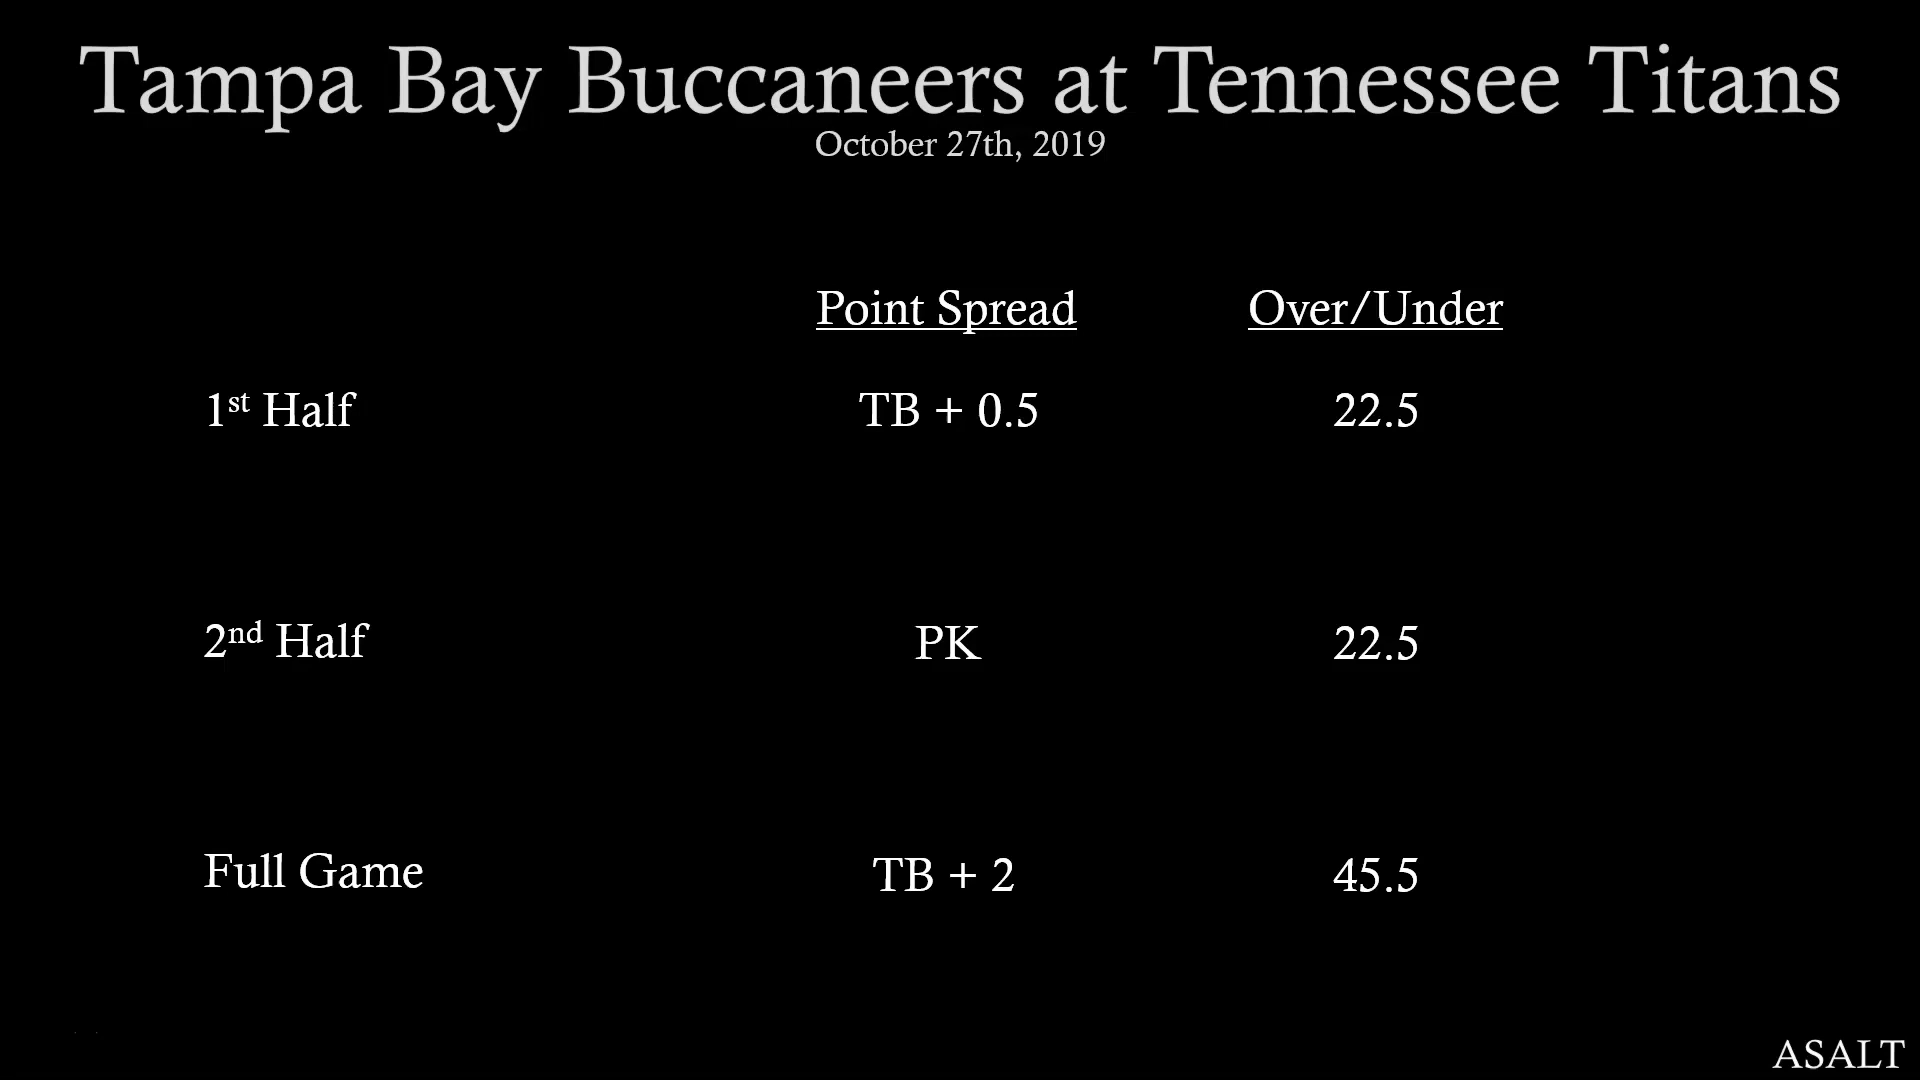 Tampa Bay Buccaneers at Tennessee Titans
October 27th, 2019
Point Spread Over/Under
1st Half TB + 0.5 22.5
2nd Half PK 22.5
Full Game TB + 2 45.5
ASALT